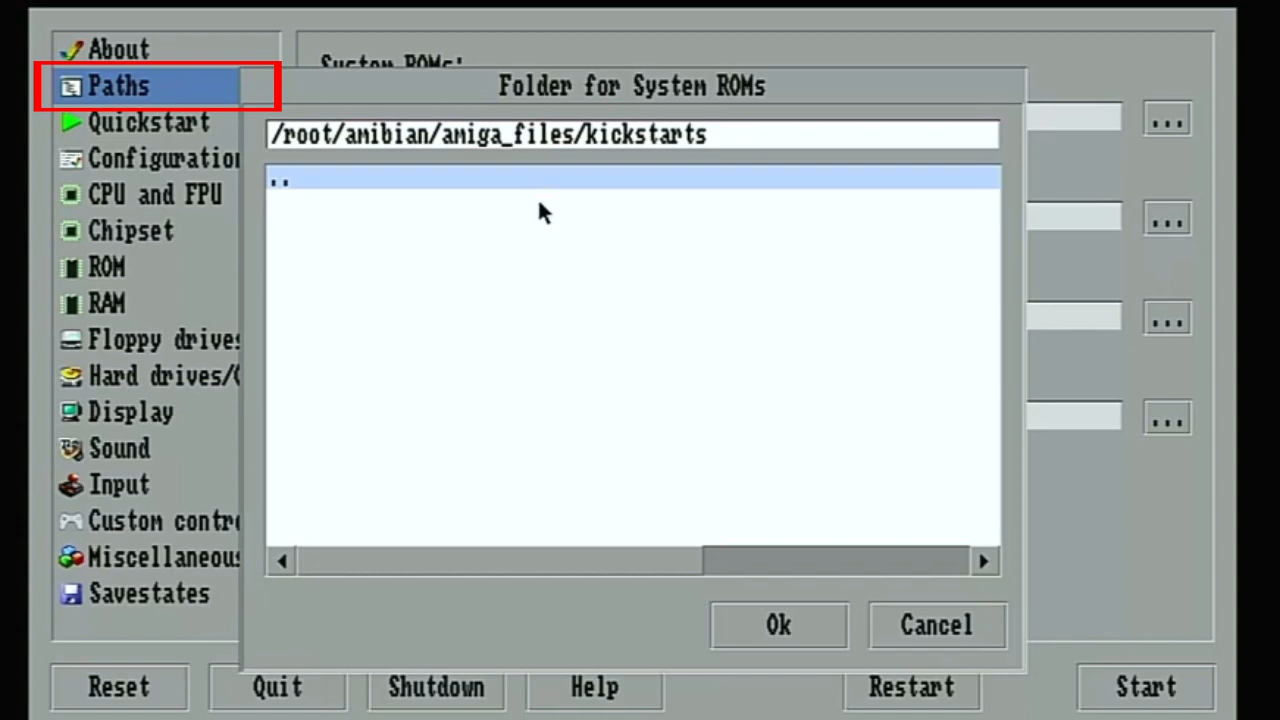 About
Paths
Quickstart
Configuration
CPU and FPU
Chipset
ROM
RAM
Floppy drives
Hard drives/
Display
Sound
Input
Custom contro
Miscellaneous
Savestates
System ROMs:
Folder for System ROMs
/root/amibian/amiga_files/kickstarts
..
Ok
Cancel
...
...
...
...
Reset
Quit
Shutdown
Help
Restart
Start